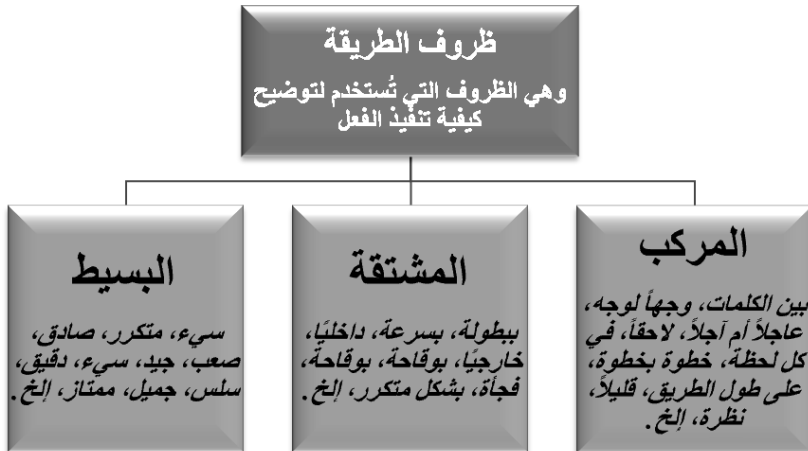 ظروف الطريقة
وهي الظروف التي تُستخدم لتوضيح
كيفية تنفيذ الفعل
المركب
بين الكلمات، وجهاً لوجه،
عاجلاً أم آجلاً، لاحقاً، في
كل لحظة، خطوة بخطوة،
على طول الطريق، قليلاً،
نظرة، إلخ.
المشتقة
ببطولة، بسرعة، داخليًا،
خارجيًا، بوقاحة، بوقاحة،
فجأة، بشكل متكرر، إلخ.
البسيط
سيء، متكرر، صادق،
صعب، جيد، سيء، دقيق،
سلس، جميل، ممتاز، إلخ.